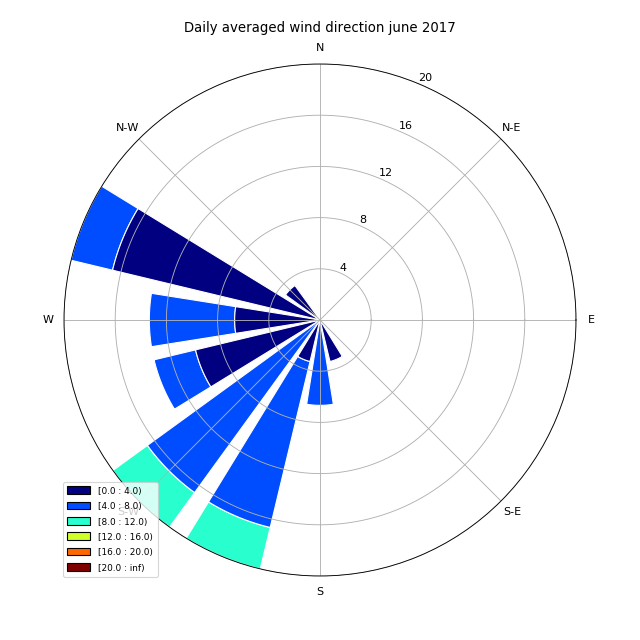 Daily averaged wind direction june 2017
N
20
N-W
N-E
16
12
8
4
W
E
[0.0 : 4.0)
[4.0 : 8.0)
[8.0 : 12.0)
[12.0 : 16.0)
[16.0 : 20.0)
[20.0 : inf)
S-W
S-E
S